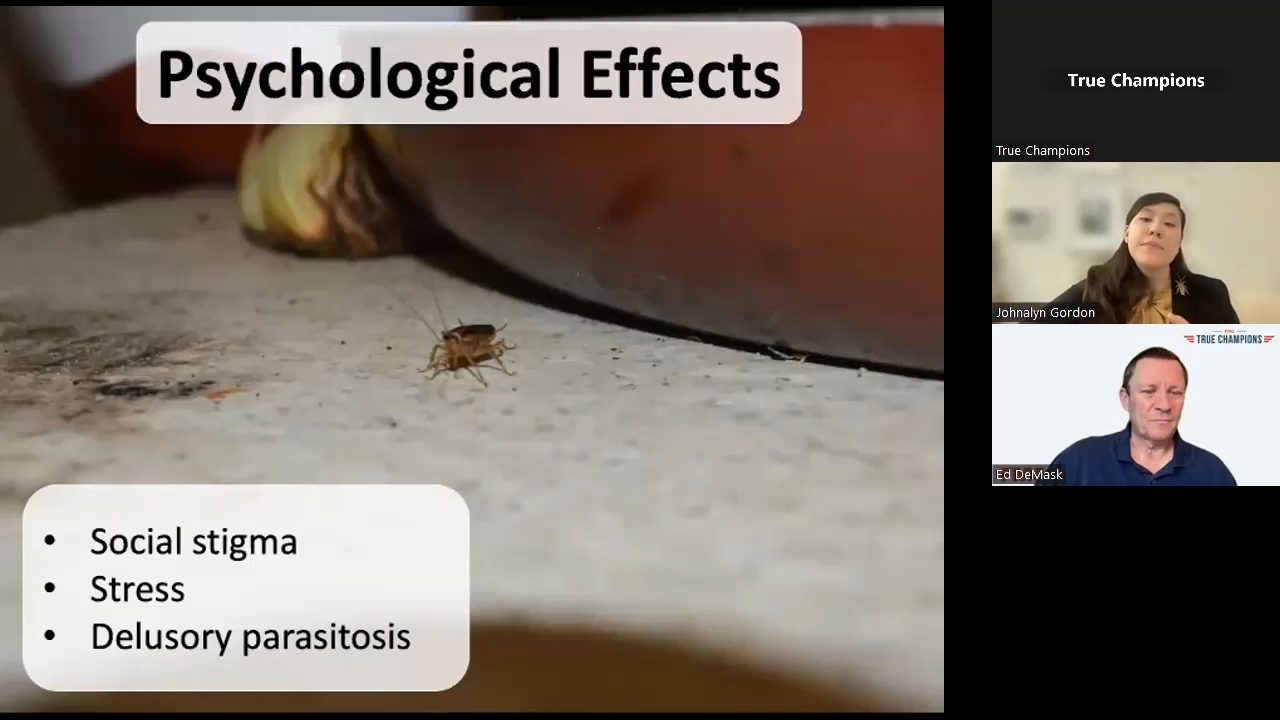 Psychological Effects
• Social stigma
• Stress
• Delusory parasitosis
True Champions
True Champions
Johnalyn Gordon
TRUE CHAMPIONS
Ed DeMask